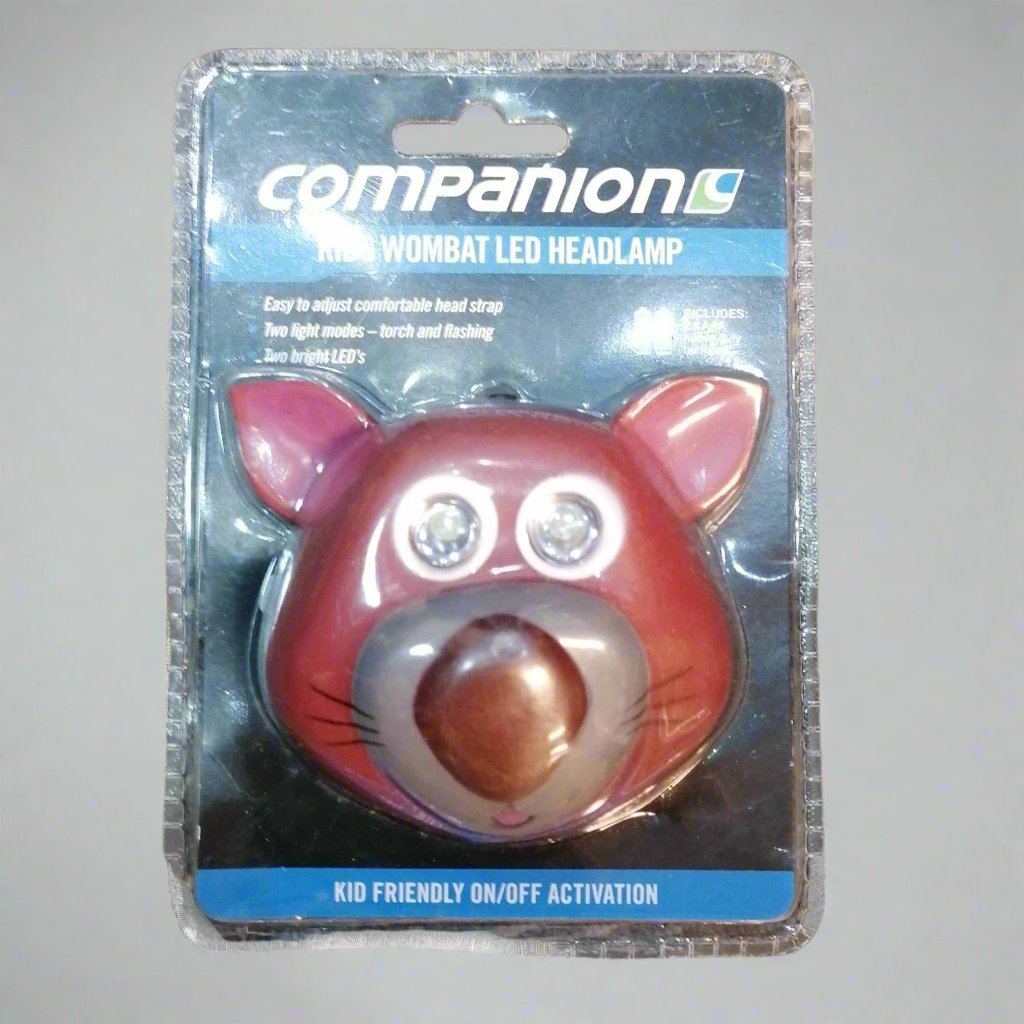 companion
WOMBAT LED HEADLAMP
Easy to adjust comfortable head strap
Two light modes – torch and flashing
Two bright LED's
INCLUDES:
KID FRIENDLY ON/OFF ACTIVATION